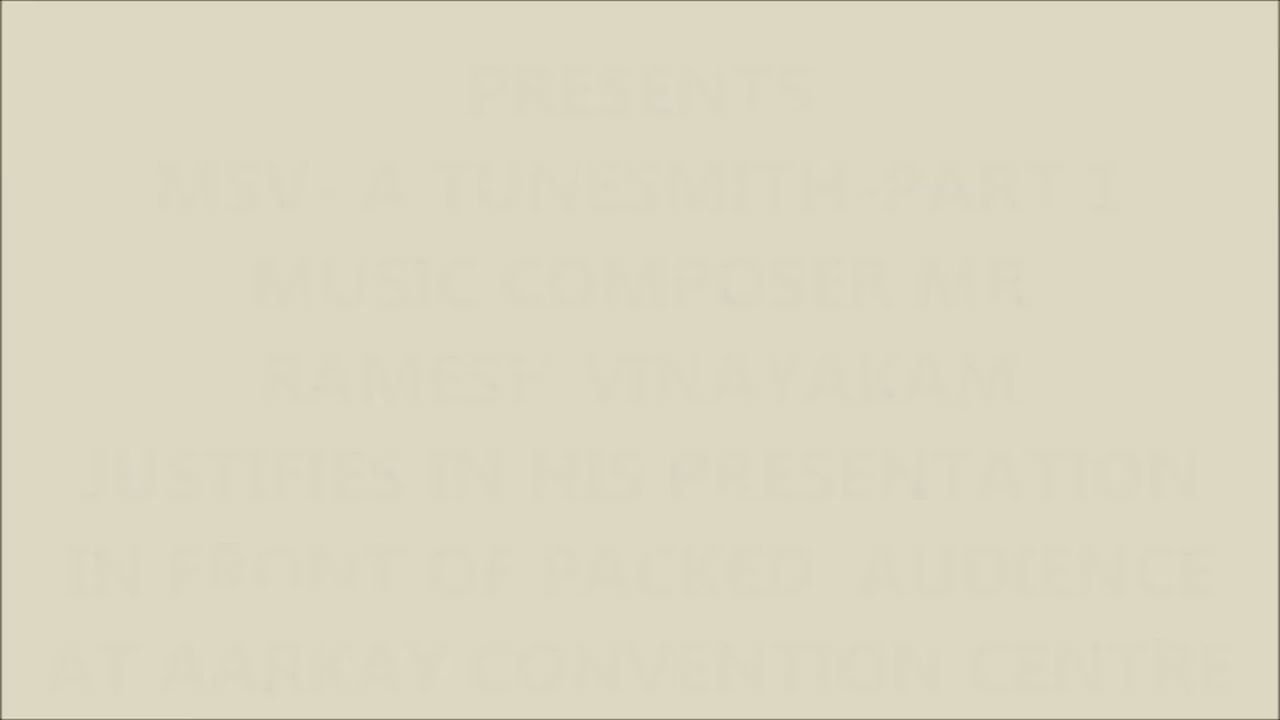 PRESENTS
MSV- A TUNESMITH-PART 1
MUSIC COMPOSER MR
RAMESH VINAYAKAM
JUSTIFIES IN HIS PRESENTATION
IN FRONT OF PACKED AUDIENCE
AT AARKAY CONVENTION CENTRE